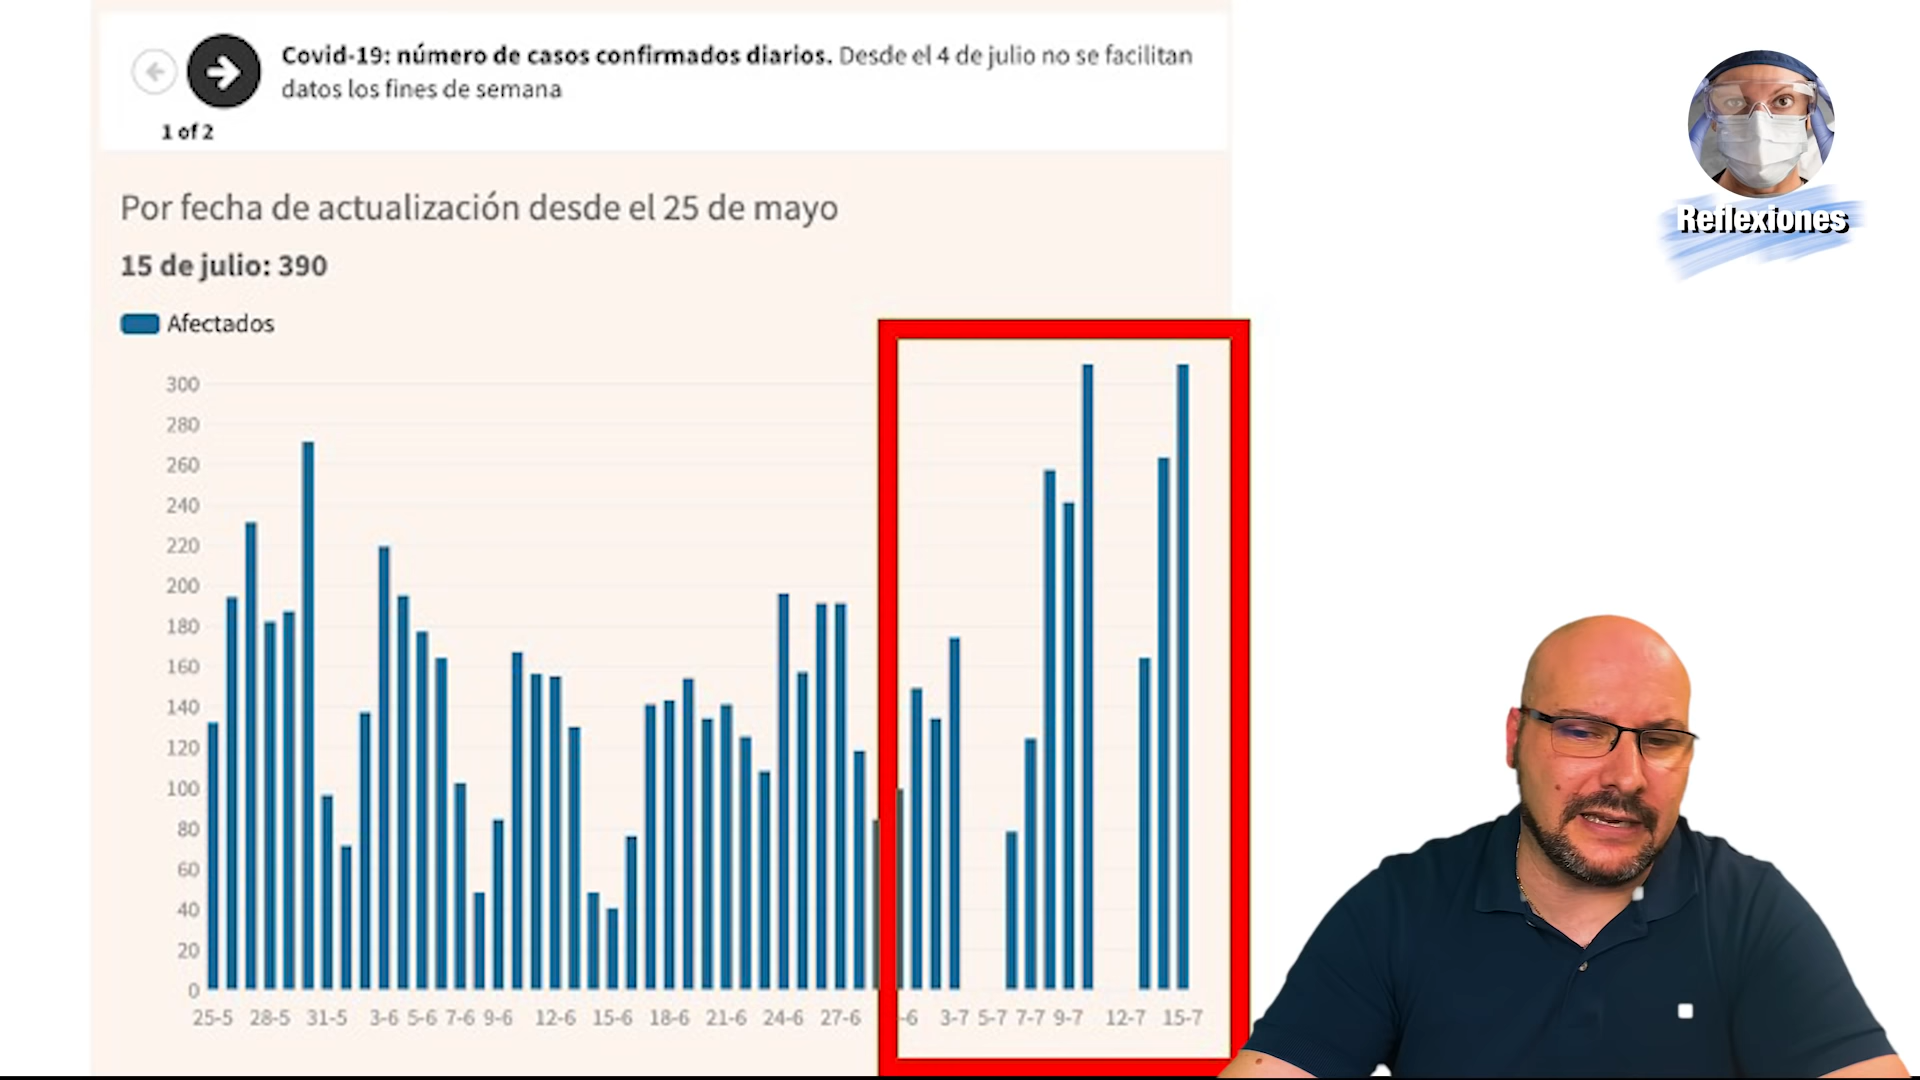 Covid-19: número de casos confirmados diarios. Desde el 4 de julio no se facilitan
datos los fines de semana
1 of 2
Reflexiones
Por fecha de actualización desde el 25 de mayo
15 de julio: 390
Afectados
300
280
260
240
220
200
180
160
140
120
100
80
60
40
20
0
25-5 28-5 31-5 3-6 5-6 7-6 9-6 12-6 15-6 18-6 21-6 24-6 27-6 -6 3-7 5-7 7-7 9-7 12-7 15-7